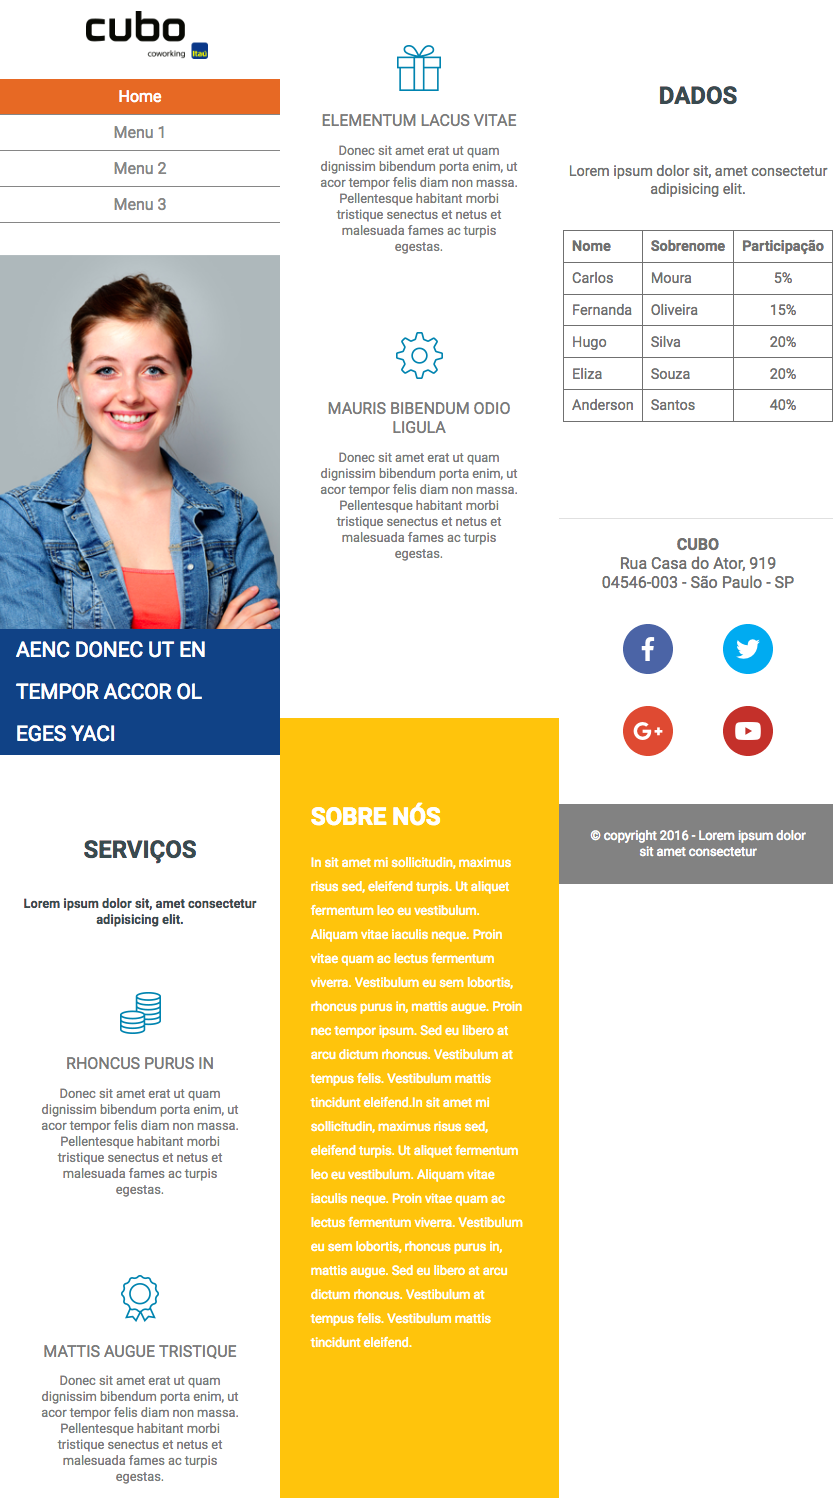 cubo
coworking Itaú
Home
Menu 1
Menu 2
Menu 3
AENC DONEC UT EN
TEMPOR ACCOR OL
EGES YACI
SERVIÇOS
Lorem ipsum dolor sit, amet consectetur
adipisicing elit.
RHONCUS PURUS IN
Donec sit amet erat ut quam
dignissim bibendum porta enim, ut
acor tempor felis diam non massa.
Pellentesque habitant morbi
tristique senectus et netus et
malesuada fames ac turpis
egestas.
MATTIS AUGUE TRISTIQUE
Donec sit amet erat ut quam
dignissim bibendum porta enim, ut
acor tempor felis diam non massa.
Pellentesque habitant morbi
tristique senectus et netus et
malesuada fames ac turpis
egestas.
ELEMENTUM LACUS VITAE
Donec sit amet erat ut quam
dignissim bibendum porta enim, ut
acor tempor felis diam non massa.
Pellentesque habitant morbi
tristique senectus et netus et
malesuada fames ac turpis
egestas.
MAURIS BIBENDUM ODIO
LIGULA
Donec sit amet erat ut quam
dignissim bibendum porta enim, ut
acor tempor felis diam non massa.
Pellentesque habitant morbi
tristique senectus et netus et
malesuada fames ac turpis
egestas.
SOBRE NÓS
In sit amet mi sollicitudin, maximus
risus sed, eleifend turpis. Ut aliquet
fermentum leo eu vestibulum.
Aliquam vitae iaculis neque. Proin
vitae quam ac lectus fermentum
viverra. Vestibulum eu sem lobortis,
rhoncus purus in, mattis augue. Proin
nec tempor ipsum. Sed eu libero at
arcu dictum rhoncus. Vestibulum at
tempus felis. Vestibulum mattis
tincidunt eleifend.In sit amet mi
sollicitudin, maximus risus sed,
eleifend turpis. Ut aliquet fermentum
leo eu vestibulum. Aliquam vitae
iaculis neque. Proin vitae quam ac
lectus fermentum viverra. Vestibulum
eu sem lobortis, rhoncus purus in,
mattis augue. Sed eu libero at arcu
dictum rhoncus. Vestibulum at
tempus felis. Vestibulum mattis
tincidunt eleifend.
DADOS
Lorem ipsum dolor sit, amet consectetur
adipisicing elit.
Nome Sobrenome Participação
Carlos Moura 5%
Fernanda Oliveira 15%
Hugo Silva 20%
Eliza Souza 20%
Anderson Santos 40%
CUBO
Rua Casa do Ator, 919
04546-003 - São Paulo - SP
© copyright 2016 - Lorem ipsum dolor
sit amet consectetur